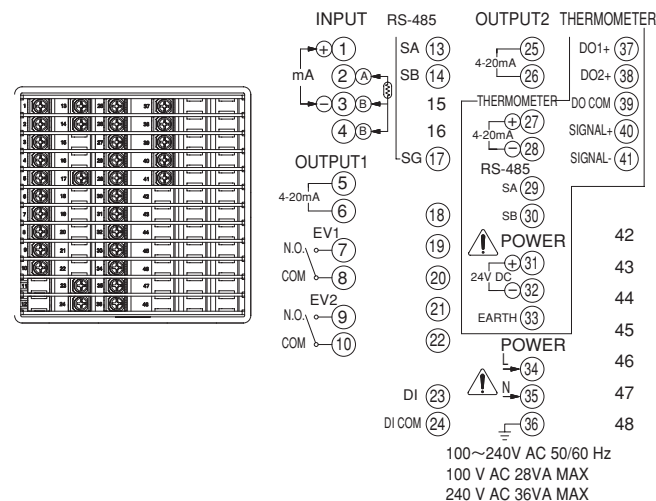 INPUT
+ 1
mA
2 A
− 3 B
4 B
OUTPUT1
5
4-20mA
6
EV1
N.O. 7
COM 8
EV2
N.O. 9
COM 10
RS-485
SA 13
SB 14
15
16
SG 17
18
19
20
21
22
DI 23
DI COM 24
OUTPUT2
25
4-20mA
26
THERMOMETER
+ 27
4-20mA
− 28
RS-485
SA 29
SB 30
POWER
+ 31
24V DC
− 32
EARTH 33
POWER
L 34
N 35
36
100～240V AC 50/60 Hz
100 V AC 28VA MAX
240 V AC 36VA MAX
THERMOMETER
DO1+ 37
DO2+ 38
DO COM 39
SIGNAL+ 40
SIGNAL- 41
42
43
44
45
46
47
48